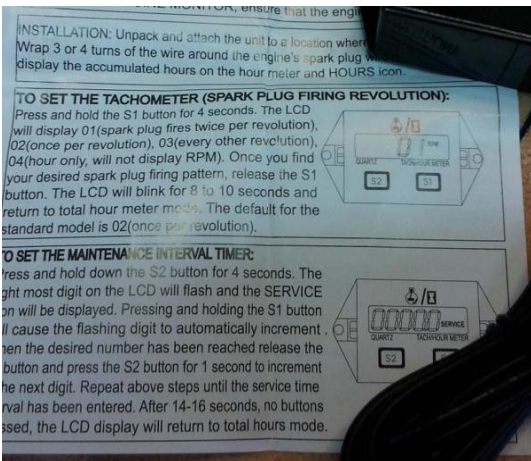 MONITOR, ensure that the engi
INSTALLATION: Unpack and attach the unit to a location where
Wrap 3 or 4 turns of the wire around the engine's spark plug
display the accumulated hours on the hour meter and HOURS icon.
TO SET THE TACHOMETER (SPARK PLUG FIRING REVOLUTION):
Press and hold the S1 button for 4 seconds. The LCD
will display 01(spark plug fires twice per revolution),
02(once per revolution), 03(every other revolution),
04(hour only, will not display RPM). Once you find
your desired spark plug firing pattern, release the S1
button. The LCD will blink for 8 to 10 seconds and
return to total hour meter mode. The default for the
standard model is 02(once per revolution).
01 RPM
QUARTZ TACH/HOUR METER
S2 S1
TO SET THE MAINTENANCE INTERVAL TIMER:
Press and hold down the S2 button for 4 seconds. The
ght most digit on the LCD will flash and the SERVICE
on will be displayed. Pressing and holding the S1 button
ll cause the flashing digit to automatically increment.
hen the desired number has been reached release the
button and press the S2 button for 1 second to increment
he next digit. Repeat above steps until the service time
rval has been entered. After 14-16 seconds, no buttons
ssed, the LCD display will return to total hours mode.
00000 SERVICE
QUARTZ TACH/HOUR METER
S2